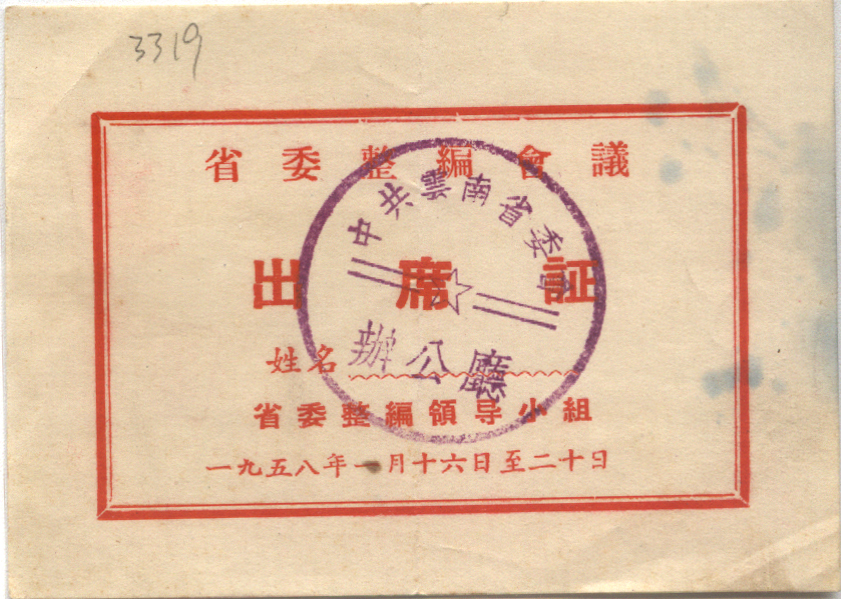 3319
省委整編會議
中共雲南省委會
出席証
辦公廳
姓名
省委整編領导小組
一九五八年一月十六日至二十日